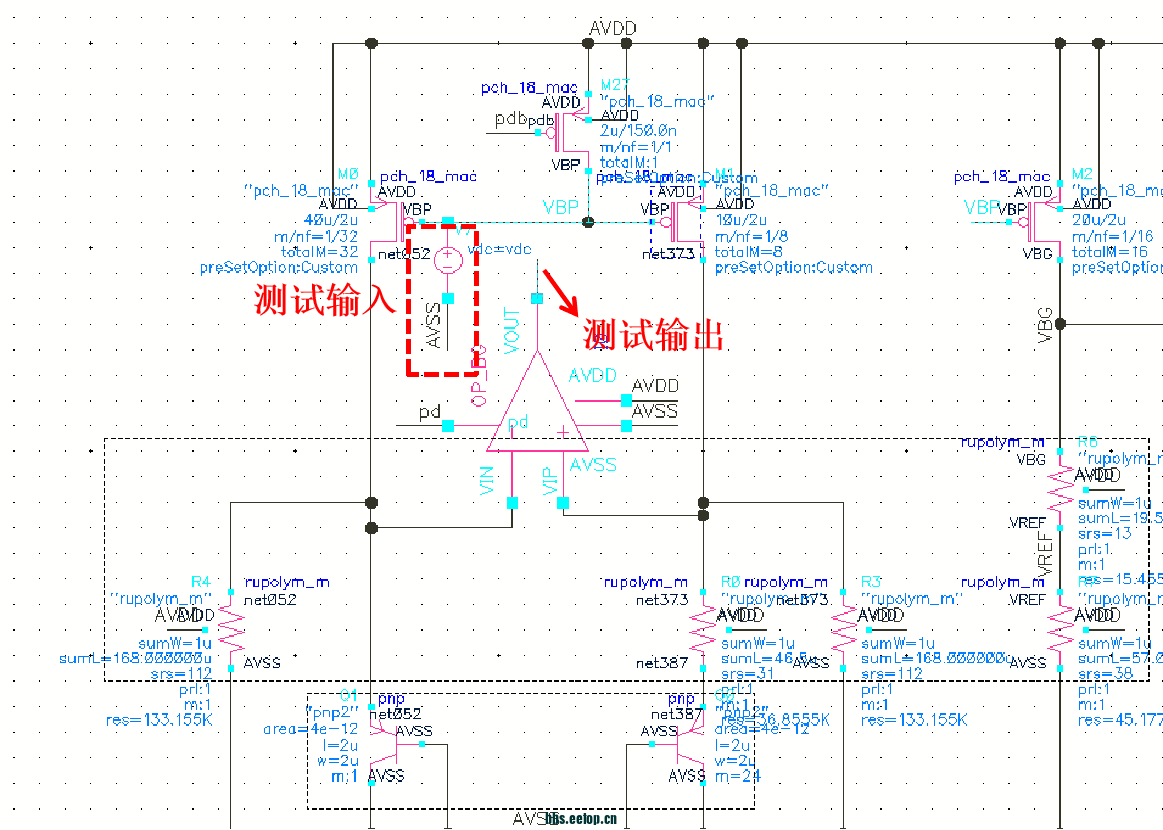 AVDD
pch_18_mac
M27
AVDD
"pch_18_mac"
AVDD
pdb
pdb
2u/150.0n
m/nf=1/1
totalM:1
VBP
preSetOption:Custom
M0
pch_18_mac
"pch_18_mac"
AVDD
AVDD
VBP
40u/2u
m/nf=1/32
totalM=32
net052
preSetOption:Custom
VBP
AVDD
"pch_18_mac"
AVDD
VBP
10u/2u
m/nf=1/8
totalM=8
net373
preSetOption:Custom
pch_18_mac
M2
AVDD
"pch_18_ma
AVDD
VBP
VBP
20u/2u
m/nf=1/16
totalM=16
VBG
preSetOption
vdc=vdc
测试输入
AVSS
测试输出
VOUT
VBG
AVDD
AVDD
AVSS
pd
pd
AVSS
VIN
VIP
rupolym_m
R6
VBG
"rupolym_m
AVDD
sumW=1u
sumL=19.5
srs=13
prl:1
m:1
res=15.455
VREF
VREF
R4
rupolym_m
"rupolym_m"
net052
AVDD
sumW=1u
sumL=168.000000u
AVSS
srs=112
prl:1
m:1
res=133.155K
rupolym_m
R0
net373
AVDD
sumW=1u
net387
srs=31
prl:1
m:1
res=36.8555K
rupolym_m
R3
net373
"rupolym_m"
AVDD
sumW=1u
sumL=168.000000u
AVSS
srs=112
prl:1
m:1
res=133.155K
rupolym_m
VREF
"rupolym_m
AVDD
sumW=1u
sumL=57.0
AVSS
srs=38
prl:1
m:1
res=45.177
Q1
pnp
"pnp2"
net052
area=4e-12
AVSS
l=2u
w=2u
m:1
AVSS
pnp
net387
"pnp2"
AVSS
area=4e-12
l=2u
w=2u
AVSS
m=24
AVSS
bbs.eetop.cn